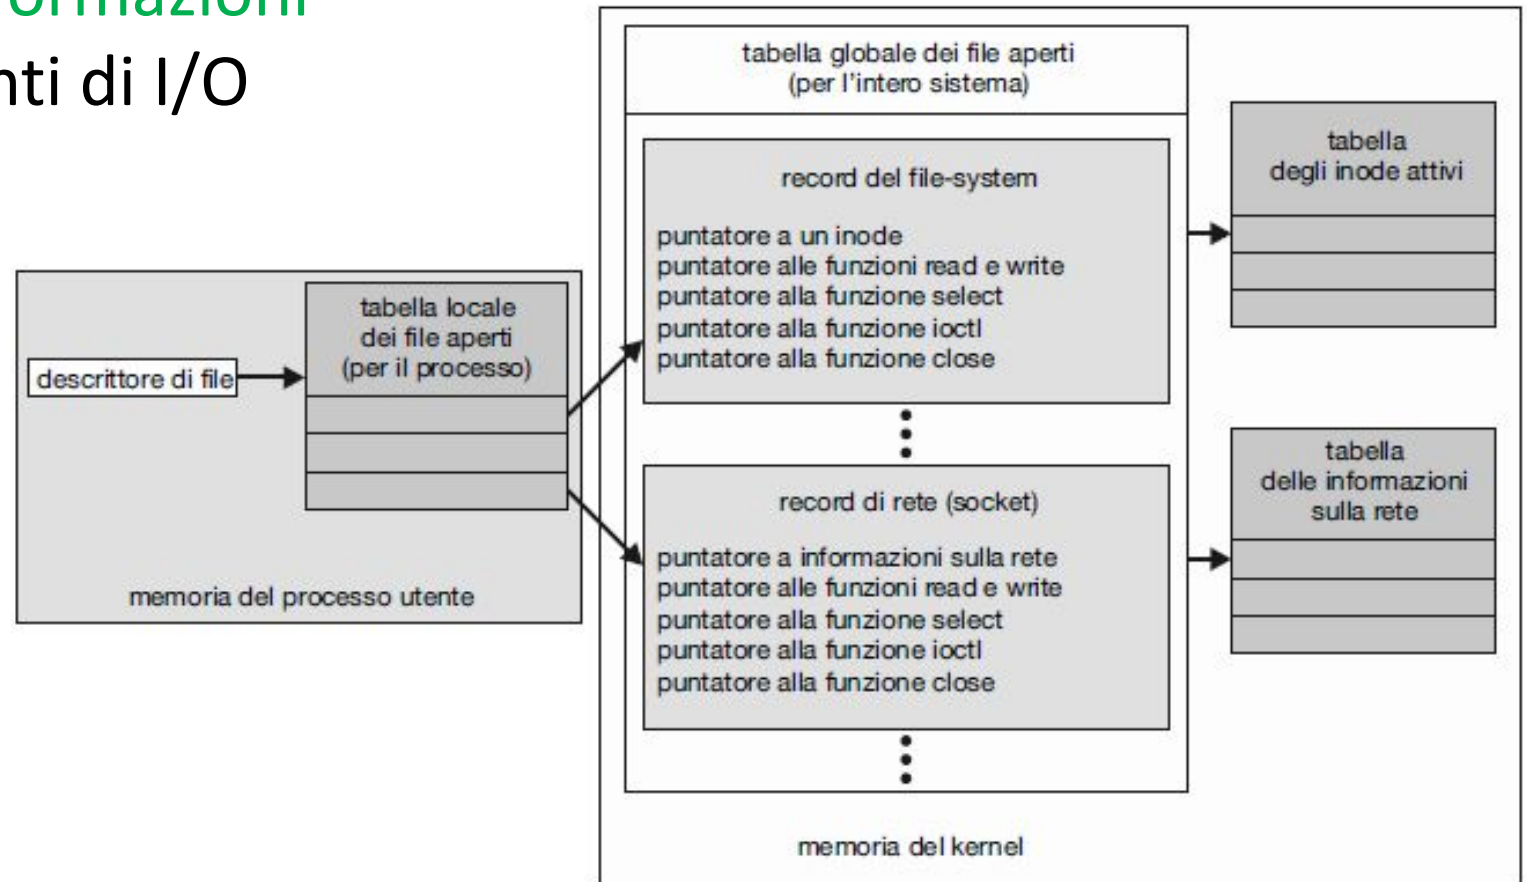 ormazioni
nti di I/O
tabella globale dei file aperti
(per l'intero sistema)
record del file-system
puntatore a un inode
puntatore alle funzioni read e write
puntatore alla funzione select
puntatore alla funzione ioctl
puntatore alla funzione close
tabella
degli inode attivi
tabella locale
dei file aperti
(per il processo)
descrittore di file
memoria del processo utente
record di rete (socket)
puntatore a informazioni sulla rete
puntatore alle funzioni read e write
puntatore alla funzione select
puntatore alla funzione ioctl
puntatore alla funzione close
tabella
delle informazioni
sulla rete
memoria del kernel